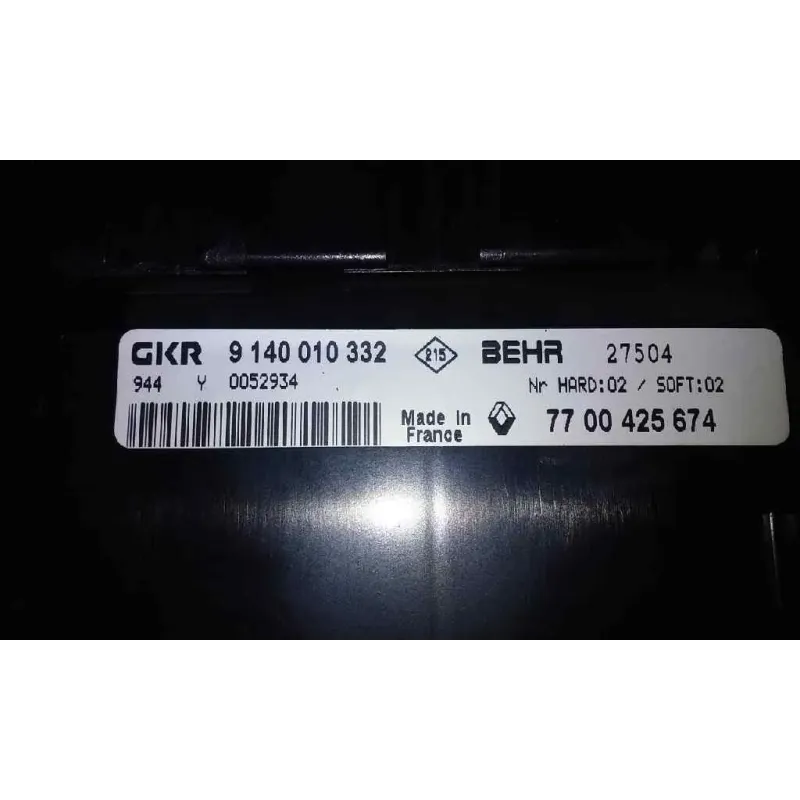 GKR 9 140 010 332 215 BEHR 27504
944 Y 0052934 Nr HARD:02 / SOFT:02
Made in France 77 00 425 674